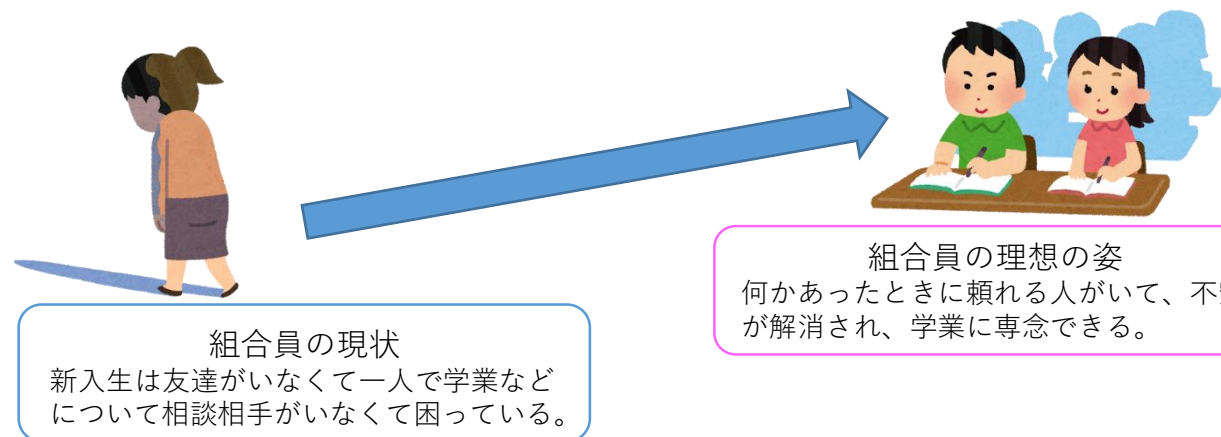 組合員の現状
新入生は友達がいなくて一人で学業など
について相談相手がいなくて困っている。
組合員の理想の姿
何かあったときに頼れる人がいて、不
が解消され、学業に専念できる。